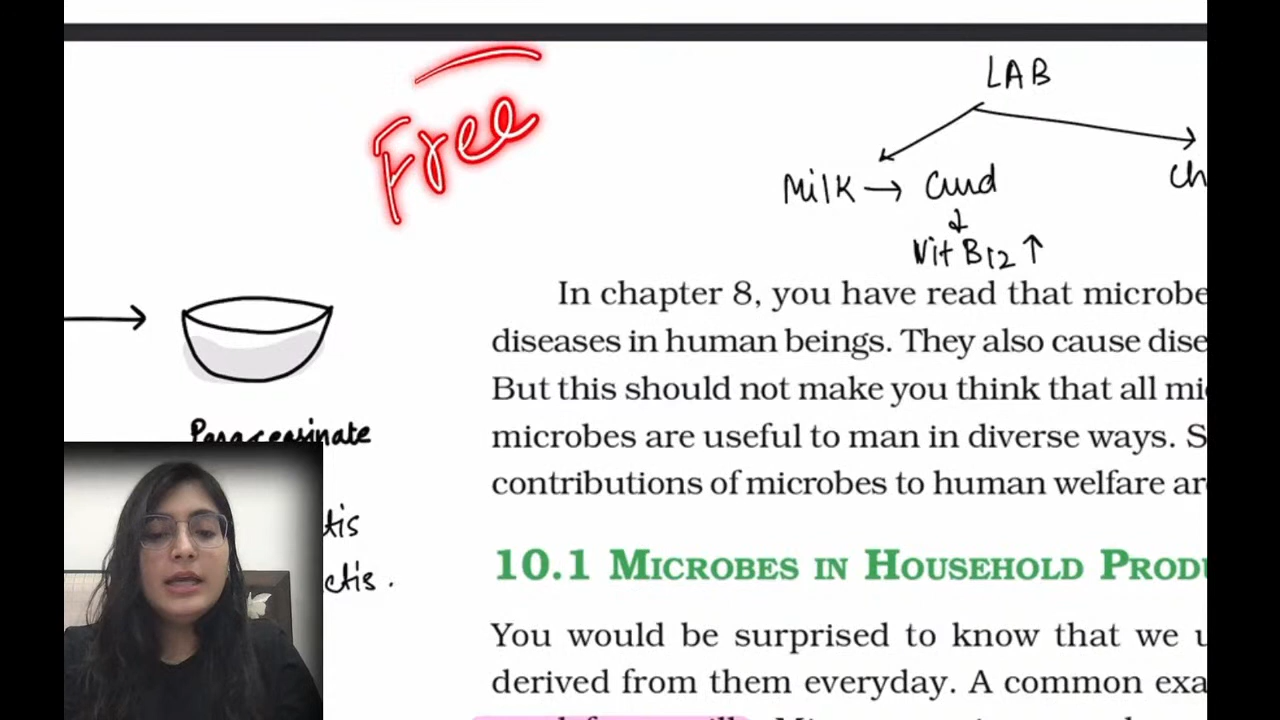 Free
LAB
Milk → Curd
Vit B12 ↑
Paracaesinate
tis
ctis.
In chapter 8, you have read that microbe
diseases in human beings. They also cause dise
But this should not make you think that all mi
microbes are useful to man in diverse ways. S
contributions of microbes to human welfare ar
10.1 MICROBES IN HOUSEHOLD PRODU
You would be surprised to know that we u
derived from them everyday. A common exa